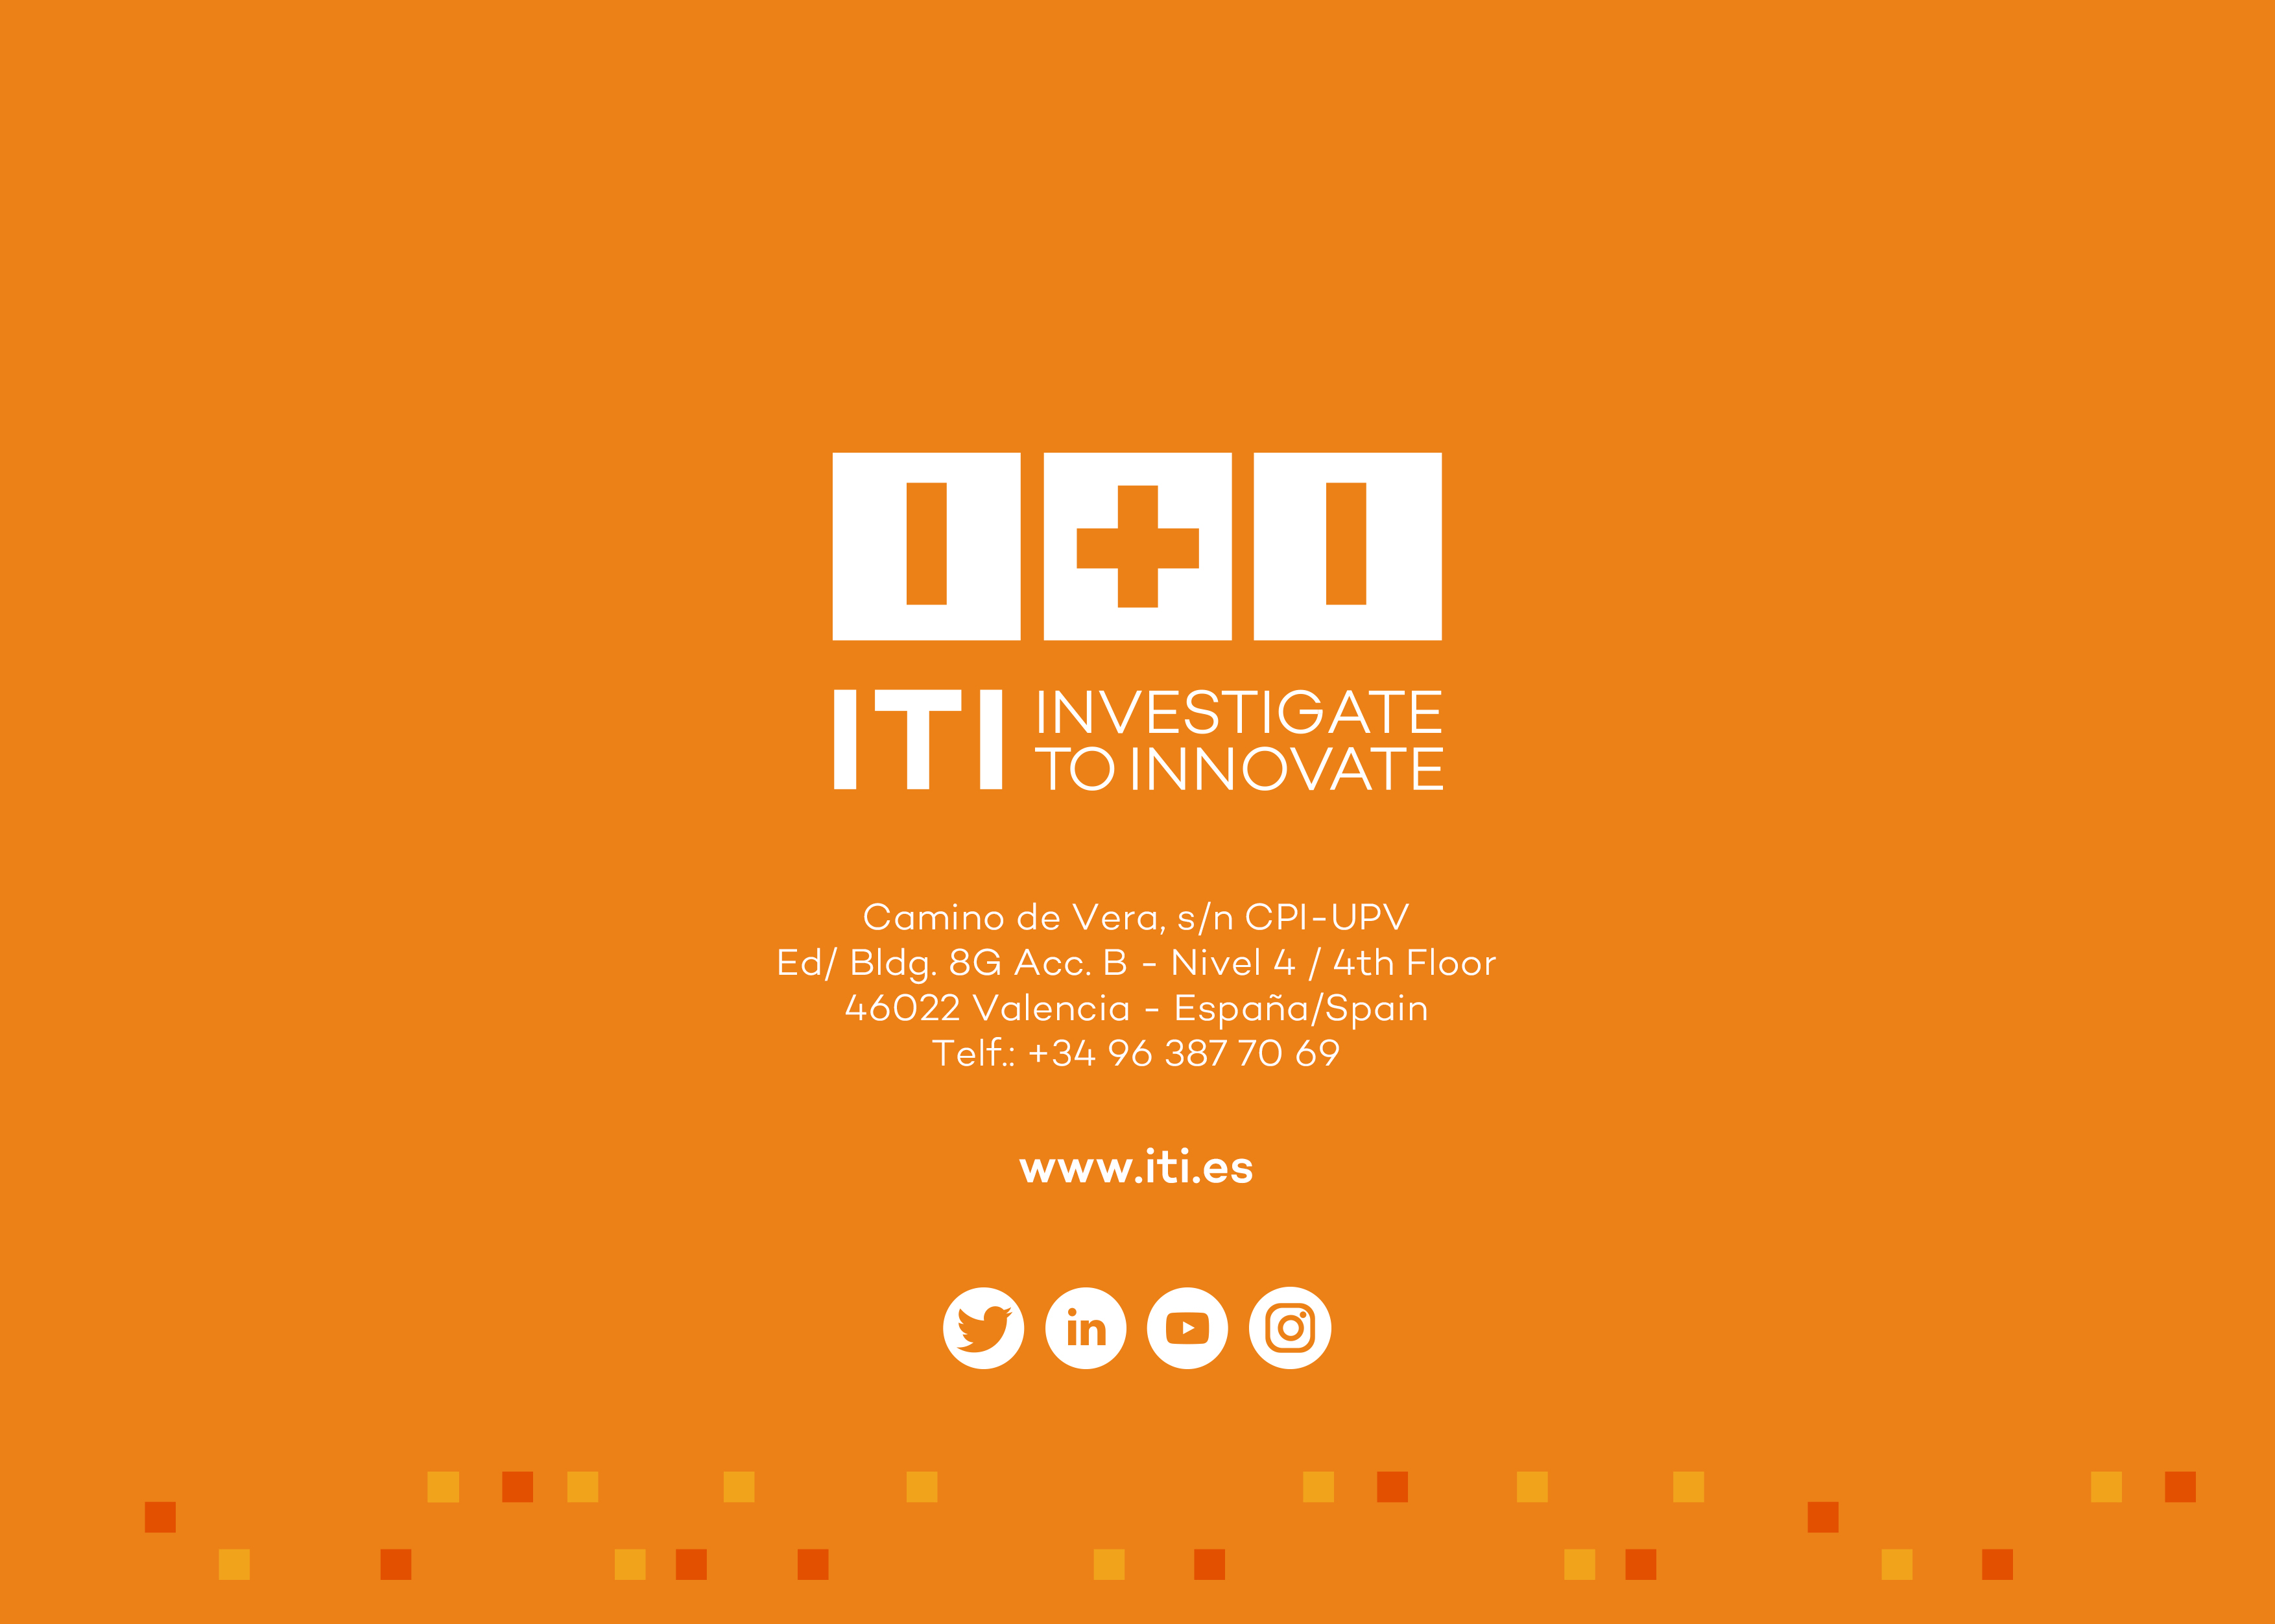 I+I
ITI INVESTIGATE
TO INNOVATE
Camino de Vera, s/n CPI-UPV
Ed/ Bldg. 8G Acc. B - Nivel 4 / 4th Floor
46022 Valencia - España/Spain
Telf.: +34 96 387 70 69
www.iti.es
in